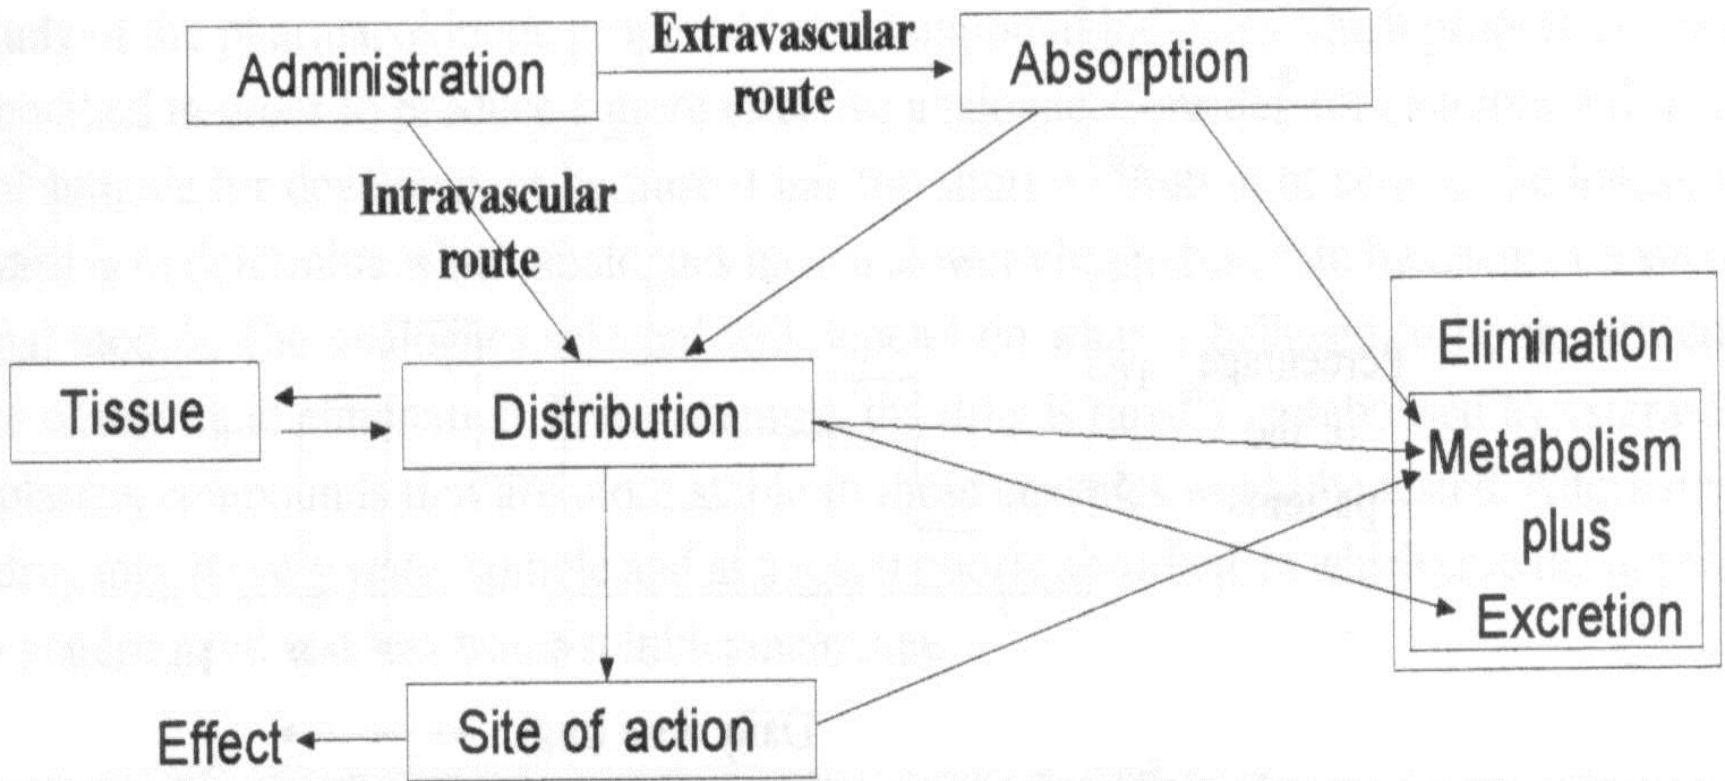 Administration
Extravascular
route
Absorption
Intravascular
route
Tissue
Distribution
Elimination
Metabolism
plus
Excretion
Site of action
Effect